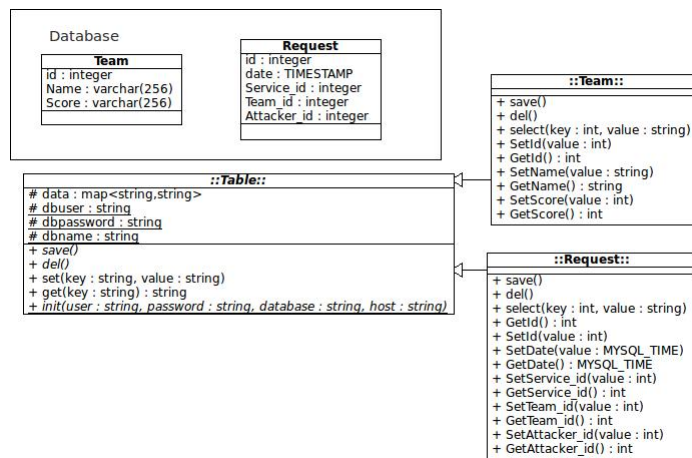 Database
Team
id : integer
Name : varchar(256)
Score : varchar(256)
Request
id : integer
date : TIMESTAMP
Service_id : integer
Team_id : integer
Attacker_id : integer
::Table::
# data : map<string,string>
# dbuser : string
# dbpassword : string
# dbname : string
+ save()
+ del()
+ set(key : string, value : string)
+ get(key : string) : string
+ init(user : string, password : string, database : string, host : string)
::Team::
+ save()
+ del()
+ select(key : int, value : string)
+ SetId(value : int)
+ GetId() : int
+ SetName(value : string)
+ GetName() : string
+ SetScore(value : int)
+ GetScore() : int
::Request::
+ save()
+ del()
+ select(key : int, value : string)
+ GetId() : int
+ SetId(value : int)
+ SetDate(value : MYSQL_TIME)
+ GetDate() : MYSQL_TIME
+ SetService_id(value : int)
+ GetService_id() : int
+ SetTeam_id(value : int)
+ GetTeam_id() : int
+ SetAttacker_id(value : int)
+ GetAttacker_id() : int